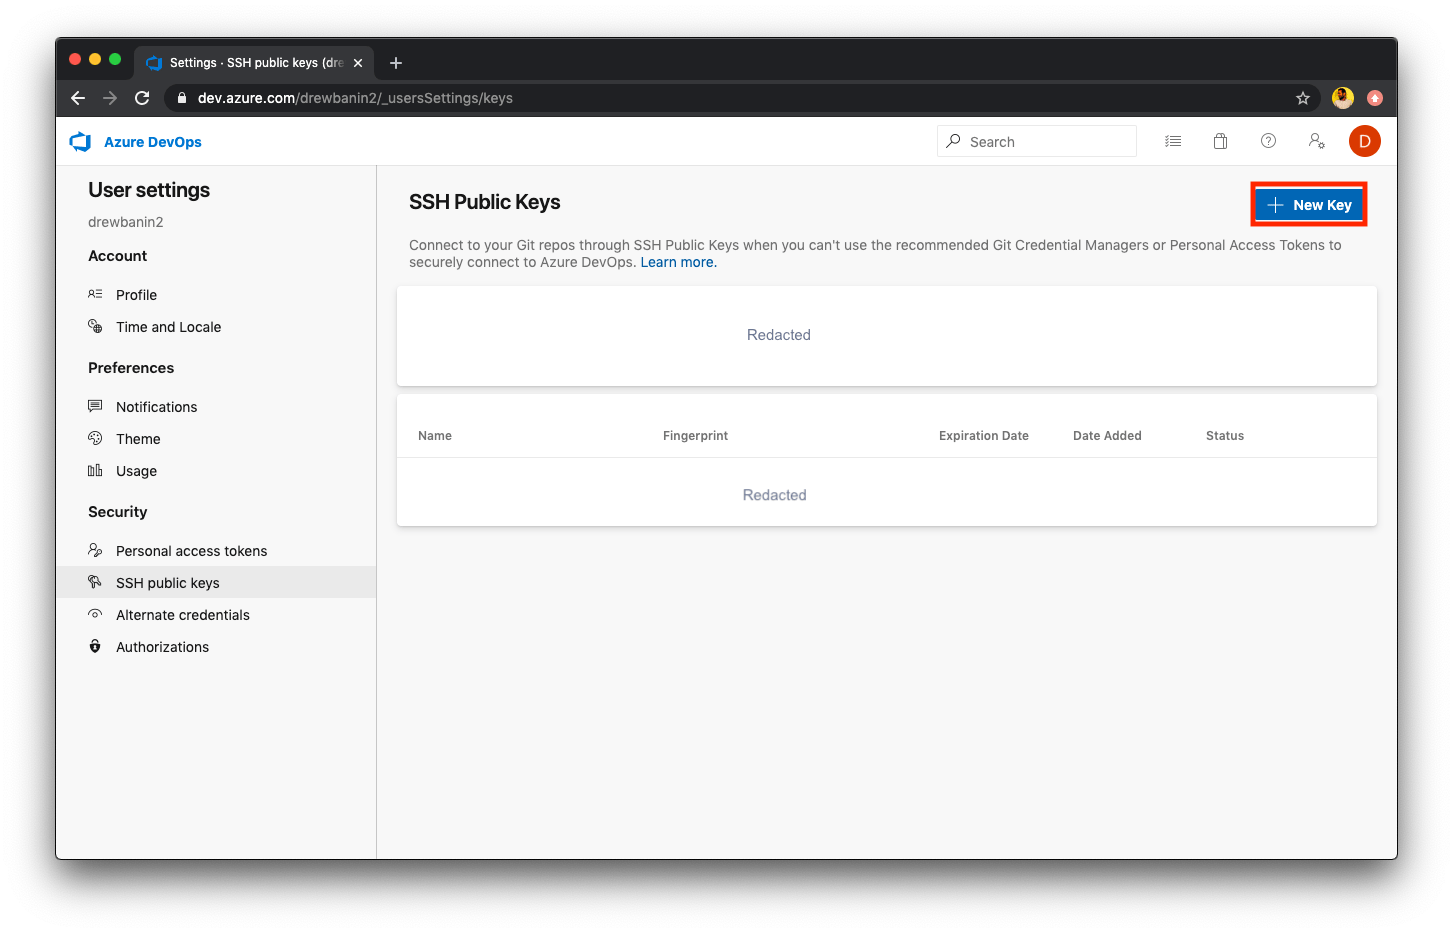 Settings · SSH public keys (dre
dev.azure.com/drewbanin2/_usersSettings/keys
Azure DevOps
Search
D
User settings
drewbanin2
Account
Profile
Time and Locale
Preferences
Notifications
Theme
Usage
Security
Personal access tokens
SSH public keys
Alternate credentials
Authorizations
SSH Public Keys
New Key
Connect to your Git repos through SSH Public Keys when you can't use the recommended Git Credential Managers or Personal Access Tokens to
securely connect to Azure DevOps. Learn more.
Redacted
Name Fingerprint Expiration Date Date Added Status
Redacted